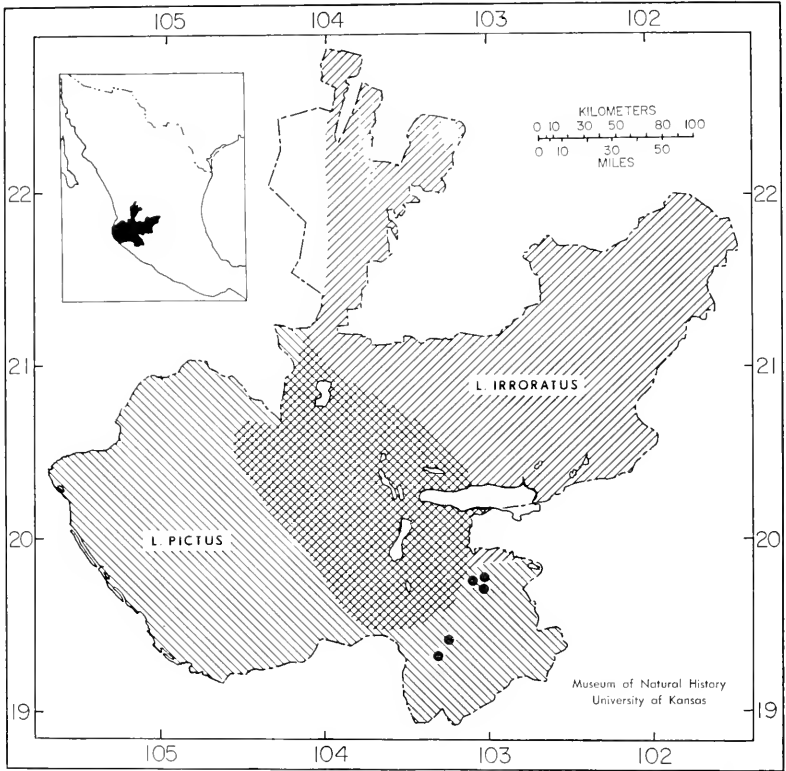 105 104 103 102
KILOMETERS
0 10 30 50 80 100
0 10 30 50
MILES
22 22
21 21
L. IRRORATUS
20 20
L. PICTUS
Museum of Natural History
University of Kansas
19 19
105 104 103 102